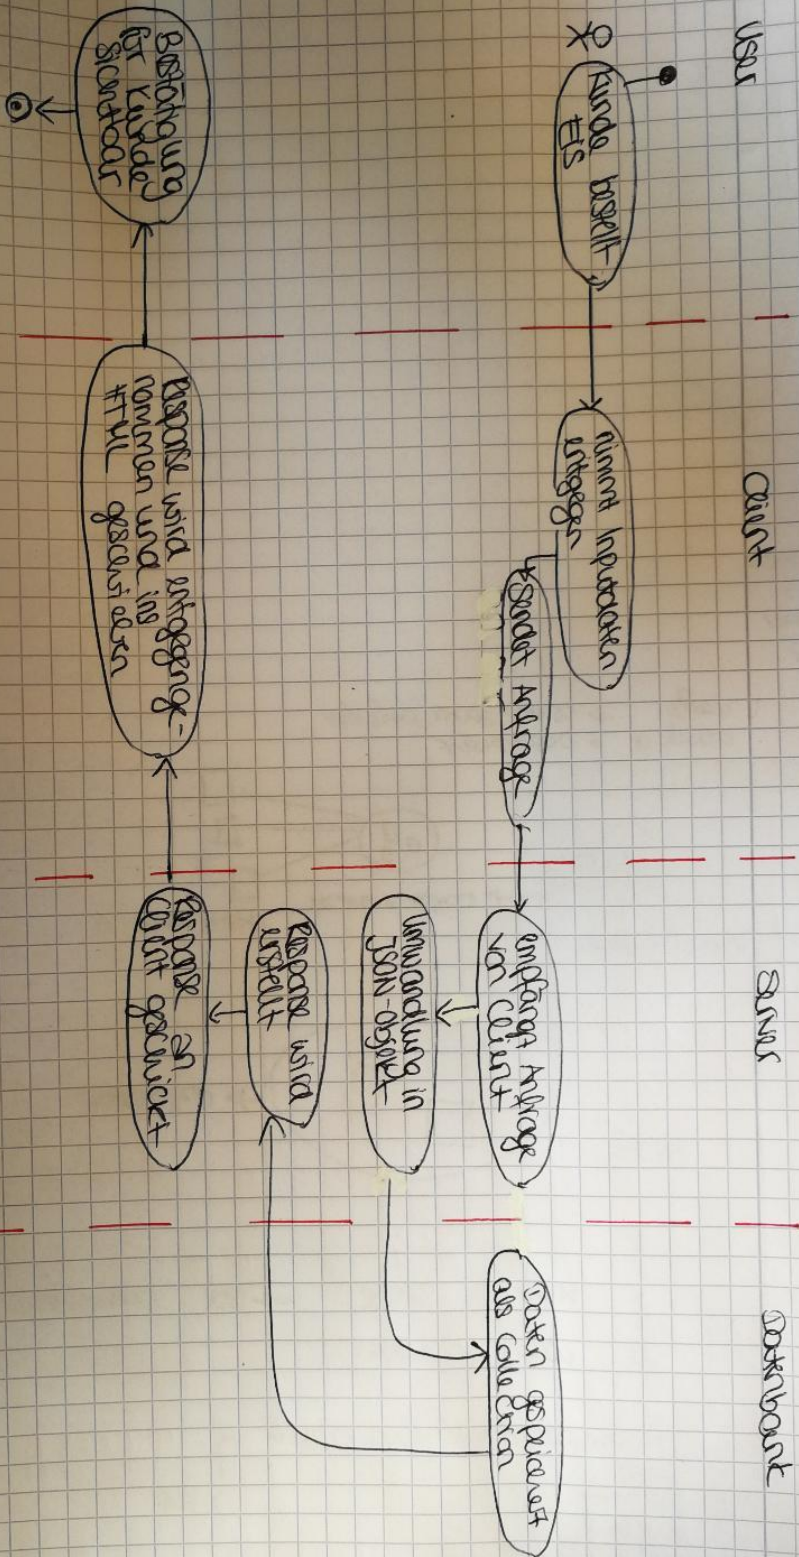 User
Client
Server
Datenbank
Kunde bestellt
EIS
nimmt Inputdaten
entgegen
sendet Anfrage
empfängt Anfrage
von Client
Umwandlung in
JSON-Objekt
Daten gespeichert
als Collection
Response wird
erstellt
Response an
Client geschickt
Response wird entgegenge-
nommen und ins
HTML geschrieben
Bestätigung
für Kunde
sichtbar